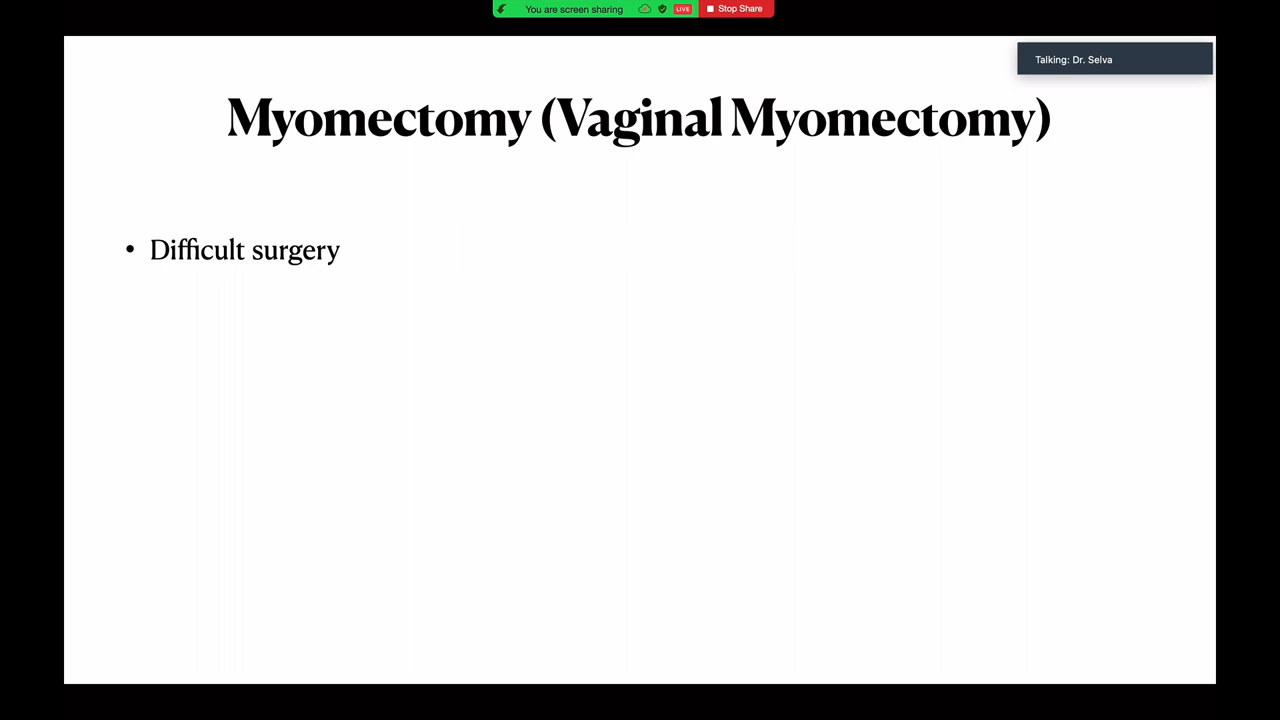 You are screen sharing LIVE Stop Share
Talking: Dr. Selva
Myomectomy (Vaginal Myomectomy)
• Difficult surgery